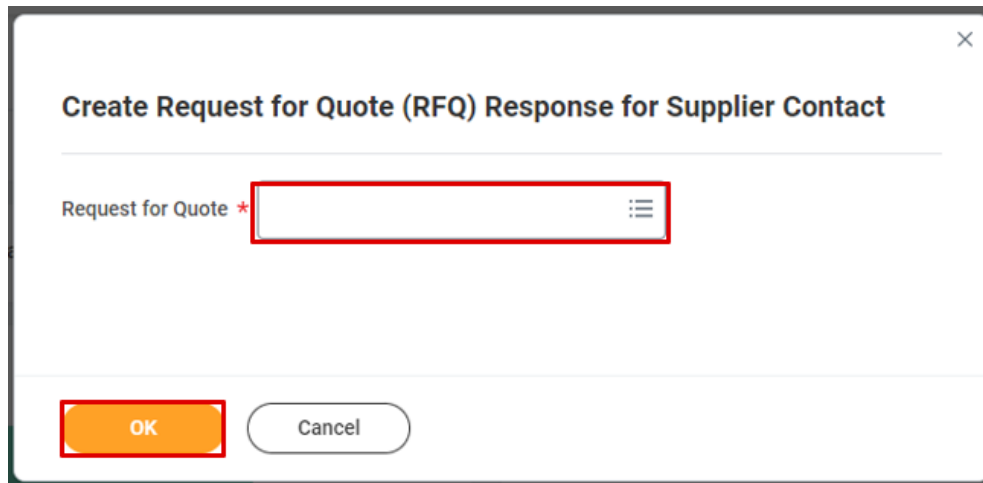 Create Request for Quote (RFQ) Response for Supplier Contact
Request for Quote *
OK
Cancel